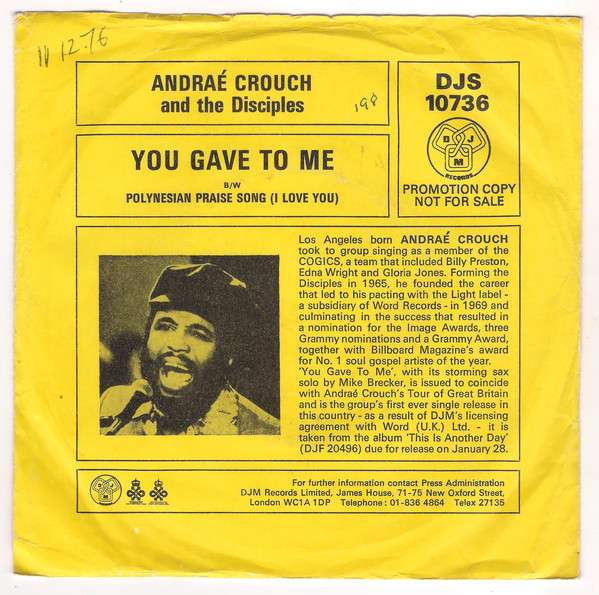 11 12.76
ANDRAÉ CROUCH
and the Disciples
198
DJS
10736
D J M
RECORDS
PROMOTION COPY
NOT FOR SALE
YOU GAVE TO ME
B/W
POLYNESIAN PRAISE SONG (I LOVE YOU)
Los Angeles born ANDRAÉ CROUCH
took to group singing as a member of the
COGICS, a team that included Billy Preston,
Edna Wright and Gloria Jones. Forming the
Disciples in 1965, he founded the career
that led to his pacting with the Light label -
a subsidiary of Word Records - in 1969 and
culminating in the success that resulted in
a nomination for the Image Awards, three
Grammy nominations and a Grammy Award,
together with Billboard Magazine's award
for No. 1 soul gospel artiste of the year.
'You Gave To Me', with its storming sax
solo by Mike Brecker, is issued to coincide
with Andraé Crouch's Tour of Great Britain
and is the group's first ever single release in
this country - as a result of DJM's licensing
agreement with Word (U.K.) Ltd. - it is
taken from the album 'This Is Another Day'
(DJF 20496) due for release on January 28.
For further information contact Press Administration
DJM Records Limited, James House, 71-75 New Oxford Street,
London WC1A 1DP Telephone: 01-836 4864 Telex 27135